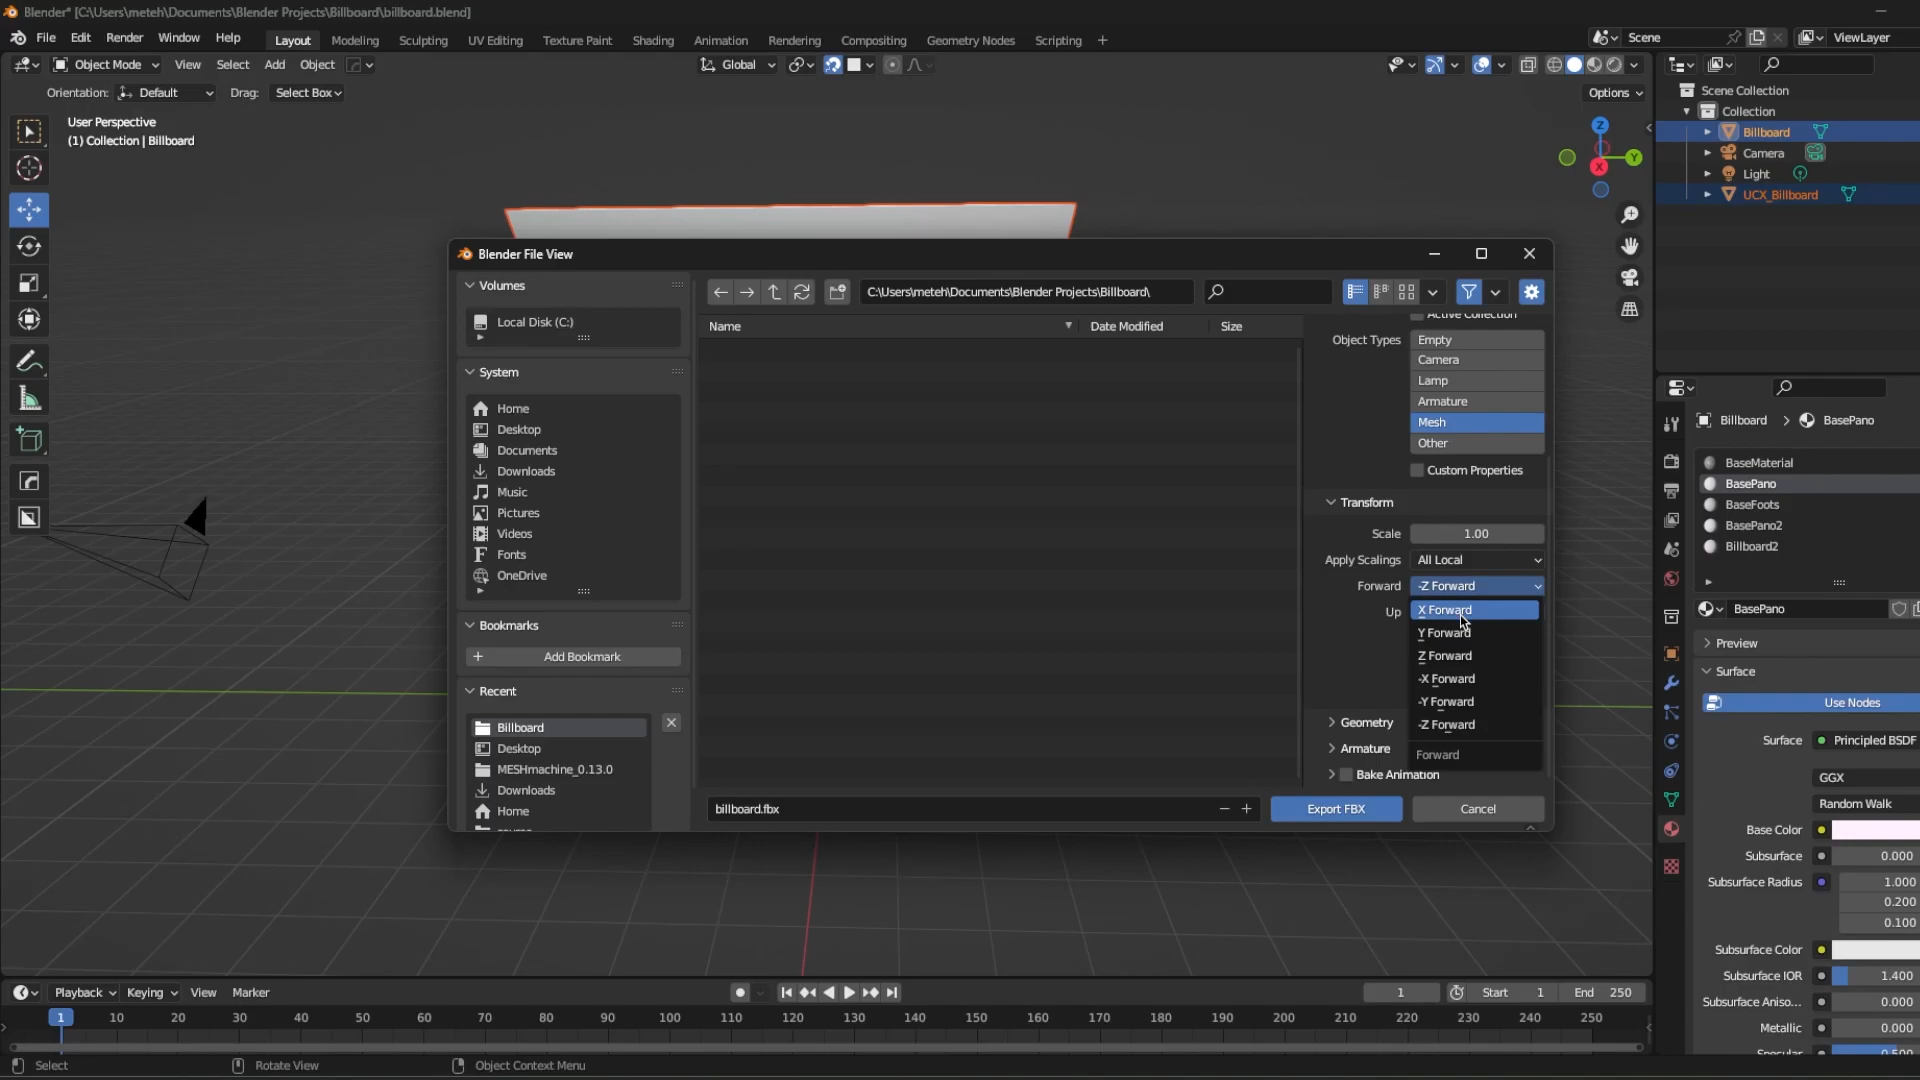 Blender* [C:\Users\meteh\Documents\Blender Projects\Billboard\billboard.blend]
File Edit Render Window Help Layout Modeling Sculpting UV Editing Texture Paint Shading Animation Rendering Compositing Geometry Nodes Scripting + Scene ViewLayer
Object Mode View Select Add Object Global
Orientation: Default Drag: Select Box Options
User Perspective
(1) Collection | Billboard
Z
Y
X
Scene Collection
Collection
Billboard
Camera
Light
UCX_Billboard
Blender File View
Volumes
Local Disk (C:)
System
Home
Desktop
Documents
Downloads
Music
Pictures
Videos
Fonts
OneDrive
Bookmarks
Add Bookmark
Recent
Billboard
Desktop
MESHmachine_0.13.0
Downloads
Home
C:\Users\meteh\Documents\Blender Projects\Billboard\
Name Date Modified Size
Active Collection
Object Types Empty
Camera
Lamp
Armature
Mesh
Other
Custom Properties
Transform
Scale 1.00
Apply Scalings All Local
Forward -Z Forward
Up X Forward
Y Forward
Z Forward
-X Forward
-Y Forward
-Z Forward
Forward
Geometry
Armature
Bake Animation
billboard.fbx
Export FBX Cancel
Billboard > BasePano
BaseMaterial
BasePano
BaseFoots
BasePano2
Billboard2
BasePano
Preview
Surface
Use Nodes
Surface Principled BSDF
GGX
Random Walk
Base Color
Subsurface 0.000
Subsurface Radius 1.000
0.200
0.100
Subsurface Color
Subsurface IOR 1.400
Subsurface Aniso... 0.000
Metallic 0.000
Specular 0.500
Playback Keying View Marker 1 Start 1 End 250
1 10 20 30 40 50 60 70 80 90 100 110 120 130 140 150 160 170 180 190 200 210 220 230 240 250
Select Rotate View Object Context Menu